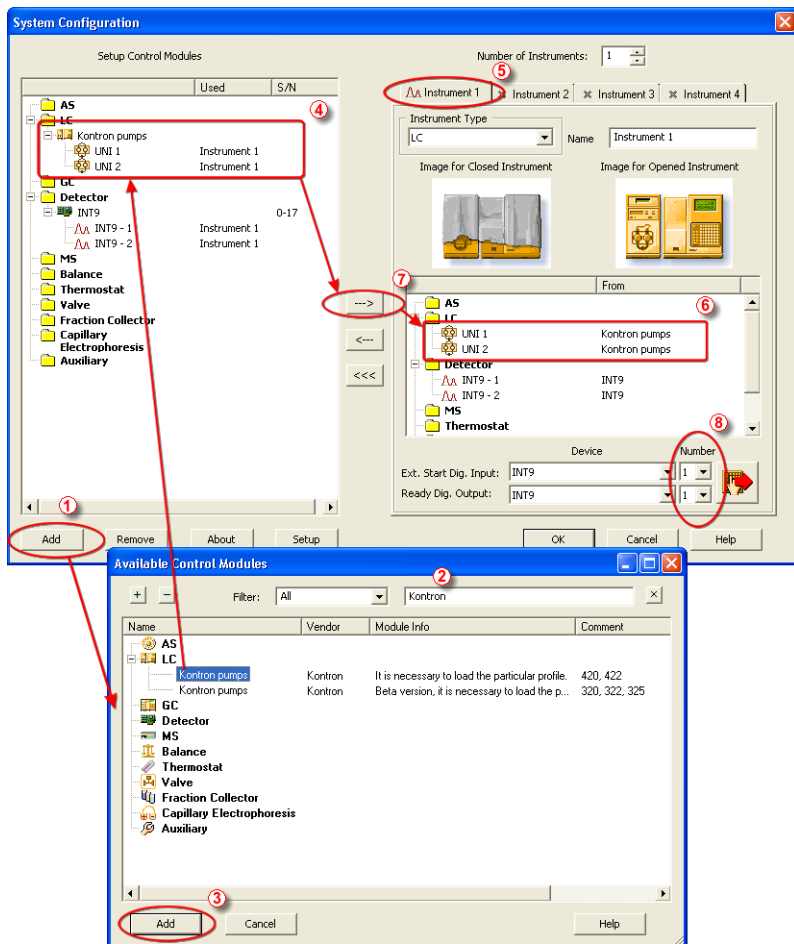 System Configuration
Setup Control Modules
Number of Instruments: 1
5
Used S/N
4
AS
LC
Kontron pumps
UNI 1 Instrument 1
UNI 2 Instrument 1
GC
Detector
INT9 0-17
INT9 - 1 Instrument 1
INT9 - 2 Instrument 1
MS
Balance
Thermostat
Valve
Fraction Collector
Capillary
Electrophoresis
Auxiliary
--->
<---
<<<
Instrument 1 Instrument 2 Instrument 3 Instrument 4
Instrument Type
LC Name Instrument 1
Image for Closed Instrument Image for Opened Instrument
7
From
6
AS
LC
UNI 1 Kontron pumps
UNI 2 Kontron pumps
Detector
INT9 - 1 INT9
INT9 - 2 INT9
MS
Thermostat
8
Device Number
Ext. Start Dig. Input: INT9 1
Ready Dig. Output: INT9 1
1
Add Remove About Setup OK Cancel Help
Available Control Modules
2
+ − Filter: All Kontron ×
Name Vendor Module Info Comment
AS
LC
Kontron pumps Kontron It is necessary to load the particular profile. 420, 422
Kontron pumps Kontron Beta version, it is necessary to load the p... 320, 322, 325
GC
Detector
MS
Balance
Thermostat
Valve
Fraction Collector
Capillary Electrophoresis
Auxiliary
3
Add Cancel Help